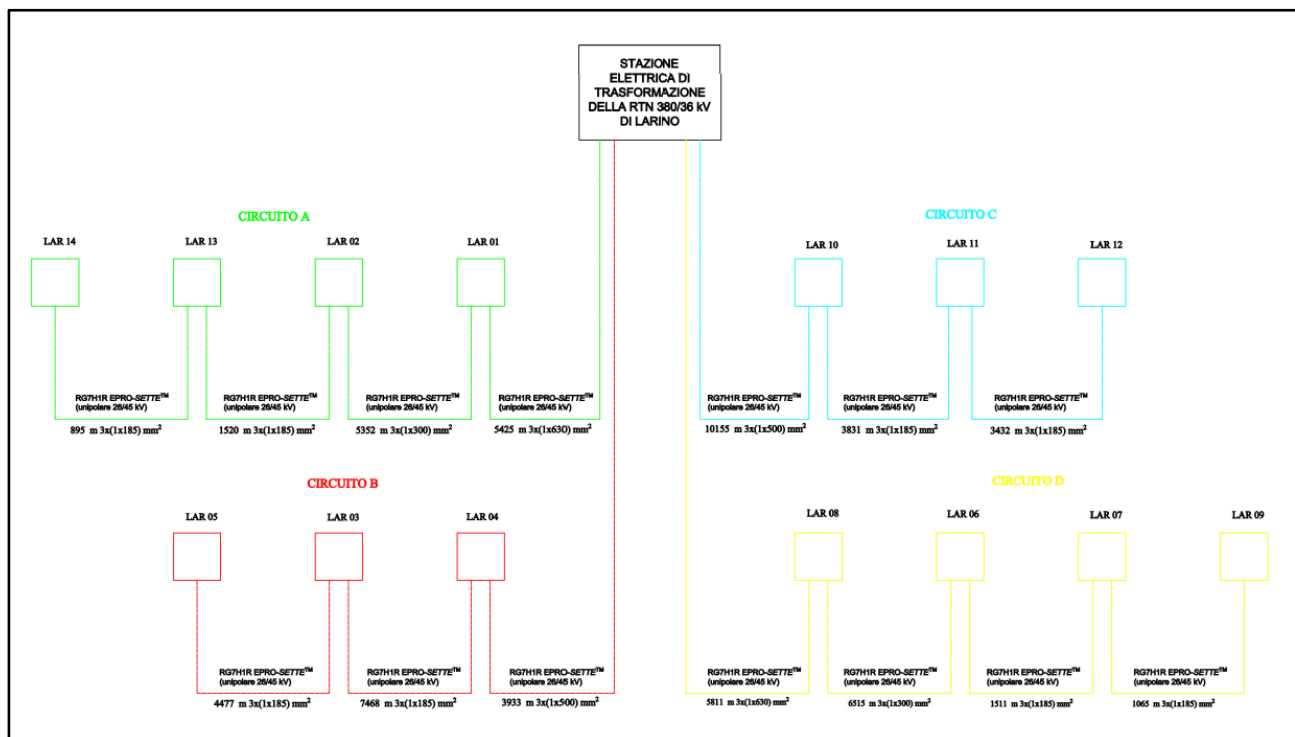 STAZIONE
ELETTRICA DI
TRASFORMAZIONE
DELLA RTN 380/36 kV
DI LARINO
CIRCUITO A
LAR 14
LAR 13
LAR 02
LAR 01
RG7H1R EPRO-SETTE™
(unipolare 26/45 kV)
895 m 3x(1x185) mm²
RG7H1R EPRO-SETTE™
(unipolare 26/45 kV)
1520 m 3x(1x185) mm²
RG7H1R EPRO-SETTE™
(unipolare 26/45 kV)
5352 m 3x(1x300) mm²
RG7H1R EPRO-SETTE™
(unipolare 26/45 kV)
5425 m 3x(1x630) mm²
CIRCUITO C
LAR 10
LAR 11
LAR 12
RG7H1R EPRO-SETTE™
(unipolare 26/45 kV)
10155 m 3x(1x500) mm²
RG7H1R EPRO-SETTE™
(unipolare 26/45 kV)
3831 m 3x(1x185) mm²
RG7H1R EPRO-SETTE™
(unipolare 26/45 kV)
3432 m 3x(1x185) mm²
CIRCUITO B
LAR 05
LAR 03
LAR 04
RG7H1R EPRO-SETTE™
(unipolare 26/45 kV)
4477 m 3x(1x185) mm²
RG7H1R EPRO-SETTE™
(unipolare 26/45 kV)
7468 m 3x(1x185) mm²
RG7H1R EPRO-SETTE™
(unipolare 26/45 kV)
3933 m 3x(1x500) mm²
CIRCUITO D
LAR 08
LAR 06
LAR 07
LAR 09
RG7H1R EPRO-SETTE™
(unipolare 26/45 kV)
5811 m 3x(1x630) mm²
RG7H1R EPRO-SETTE™
(unipolare 26/45 kV)
6515 m 3x(1x300) mm²
RG7H1R EPRO-SETTE™
(unipolare 26/45 kV)
1511 m 3x(1x185) mm²
RG7H1R EPRO-SETTE™
(unipolare 26/45 kV)
1065 m 3x(1x185) mm²